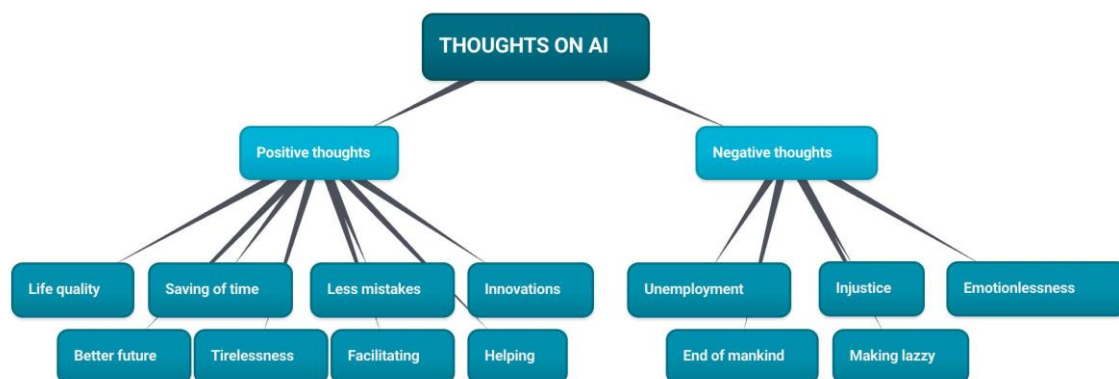 THOUGHTS ON AI
Positive thoughts
Negative thoughts
Life quality
Saving of time
Less mistakes
Innovations
Unemployment
Injustice
Emotionlessness
Better future
Tirelessness
Facilitating
Helping
End of mankind
Making lazzy